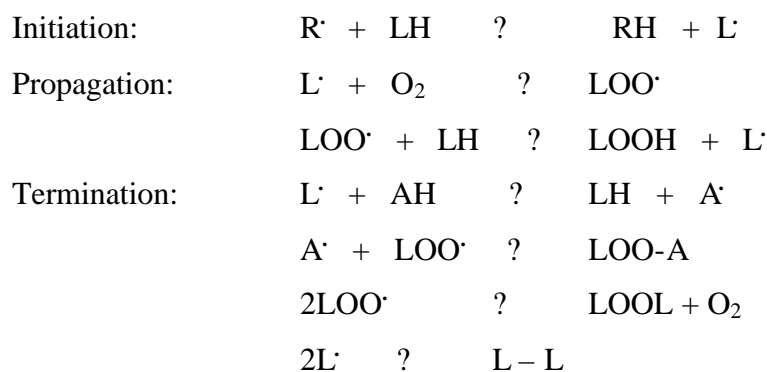 Initiation: R· + LH ? RH + L·
Propagation: L· + O₂ ? LOO·
LOO· + LH ? LOOH + L·
Termination: L· + AH ? LH + A·
A· + LOO· ? LOO-A
2LOO· ? LOOL + O₂
2L· ? L – L